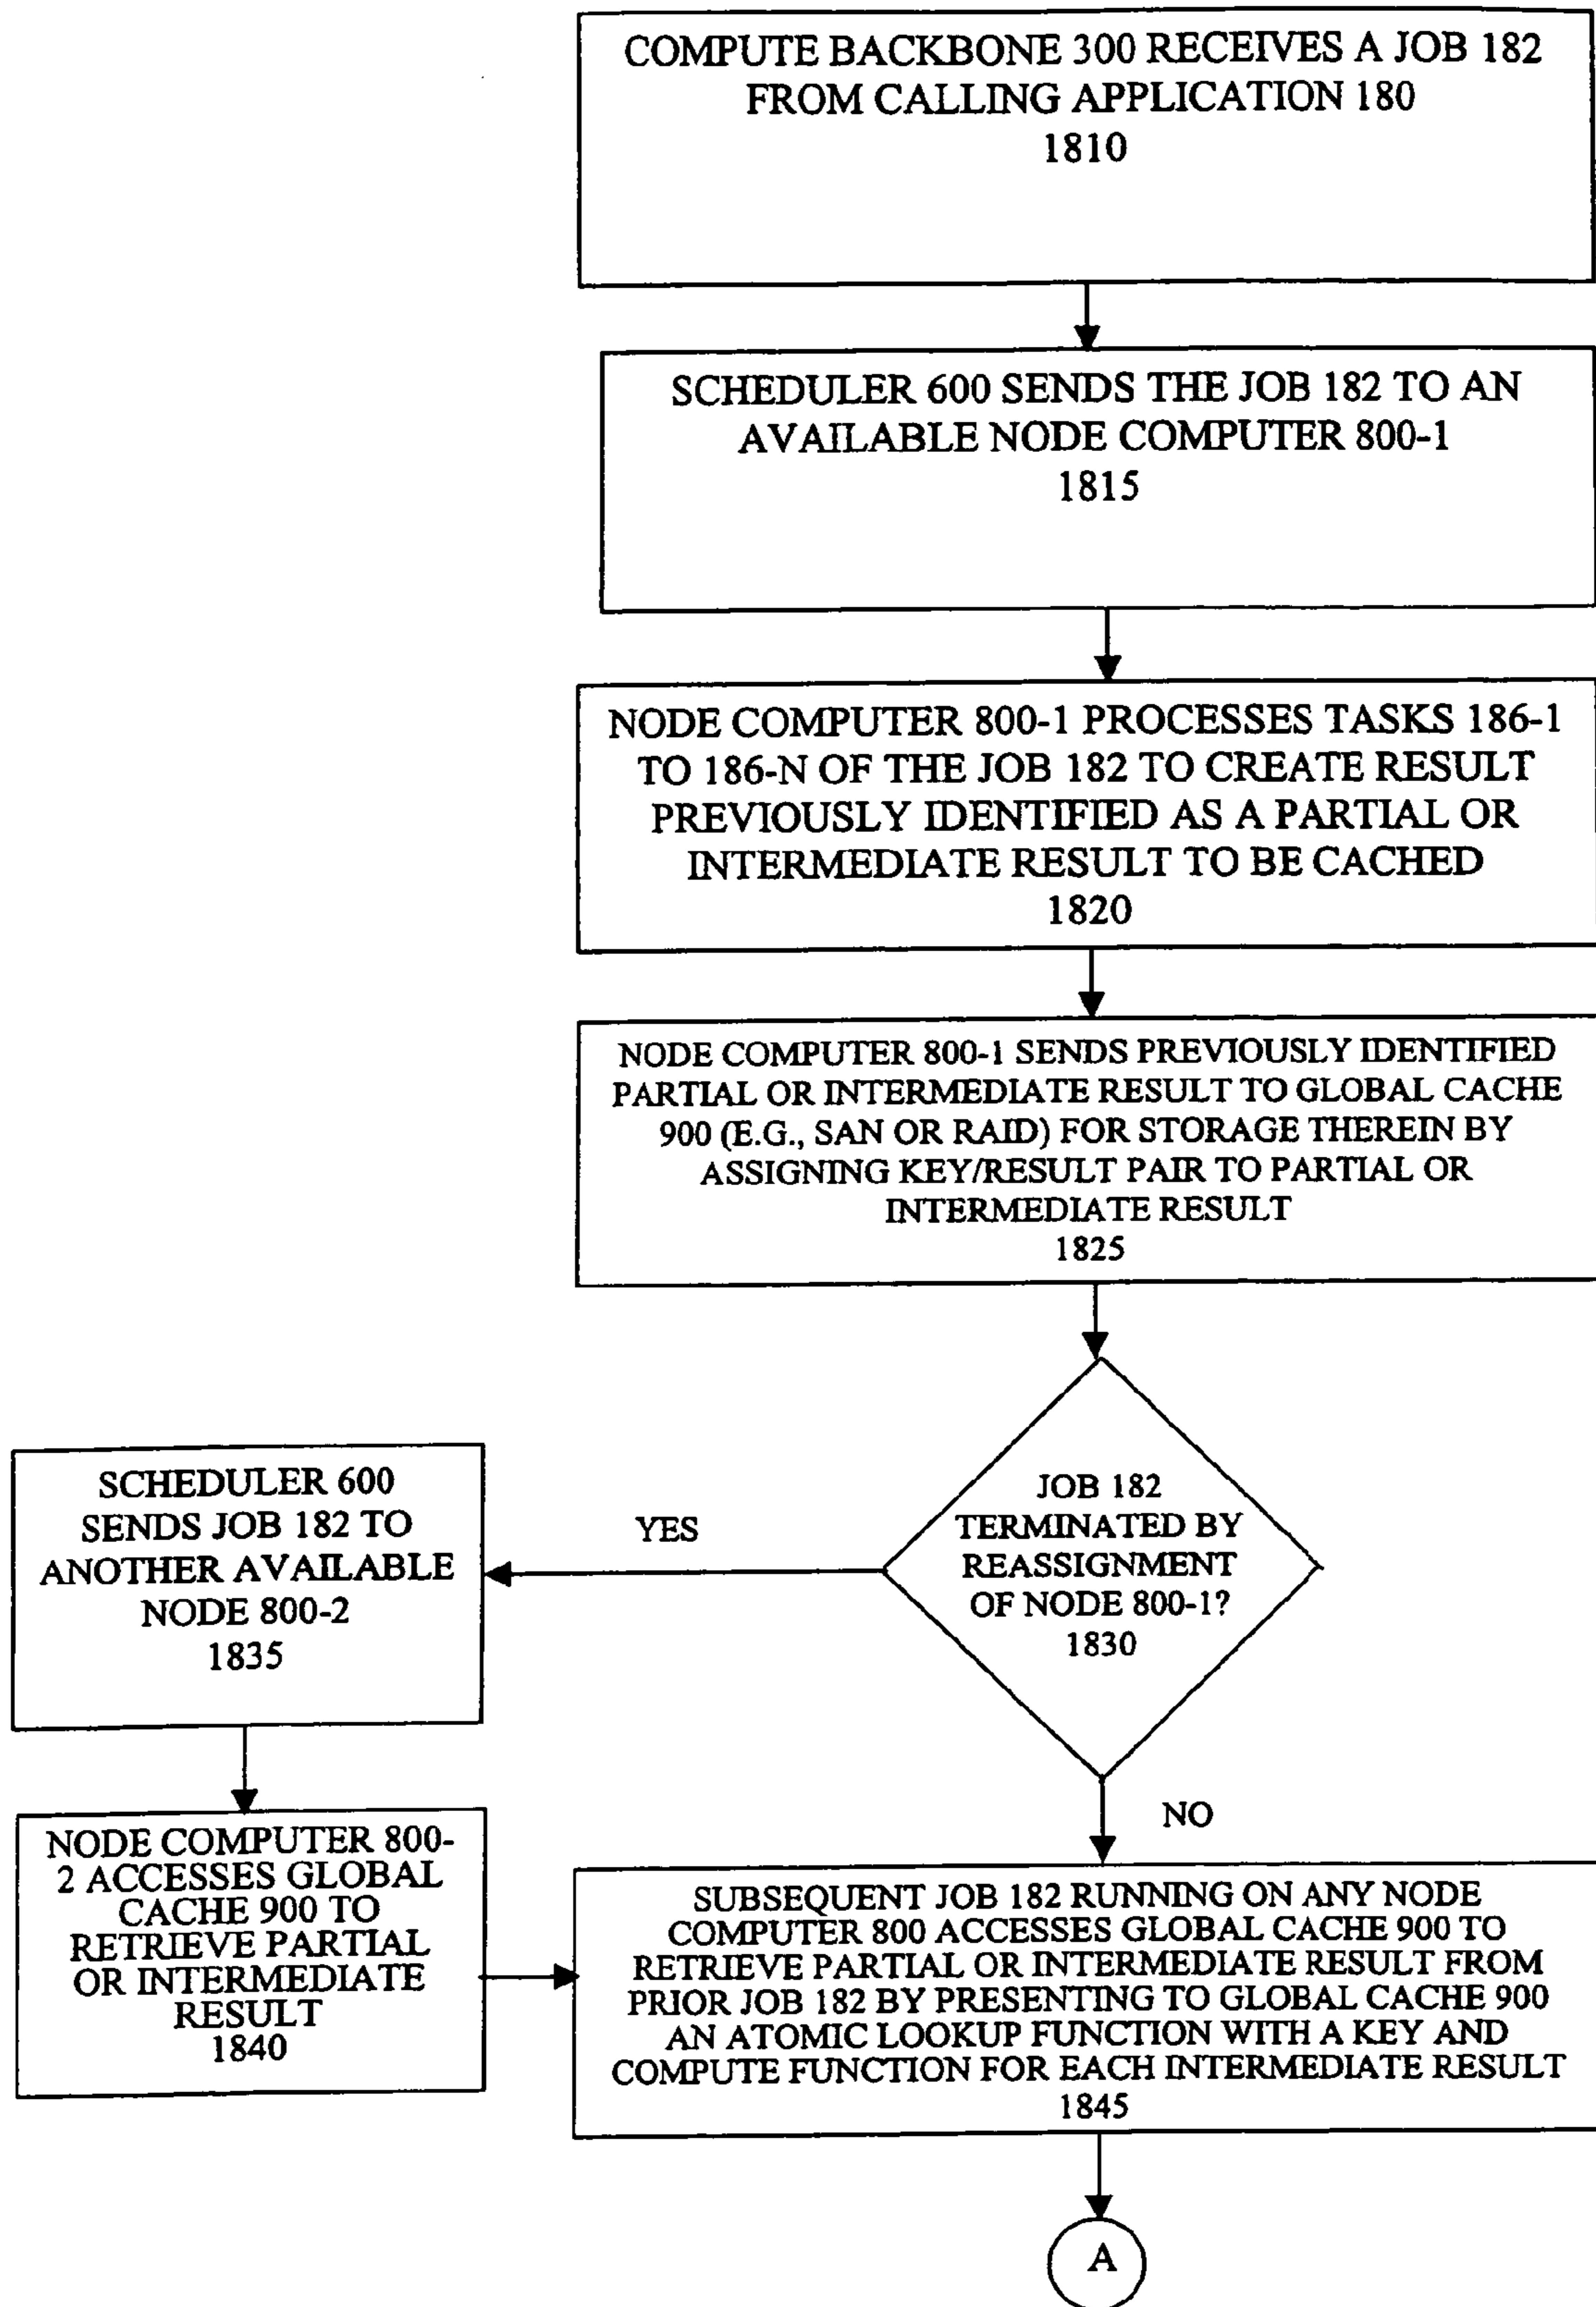 COMPUTE BACKBONE 300 RECEIVES A JOB 182
FROM CALLING APPLICATION 180
1810
SCHEDULER 600 SENDS THE JOB 182 TO AN
AVAILABLE NODE COMPUTER 800-1
1815
NODE COMPUTER 800-1 PROCESSES TASKS 186-1
TO 186-N OF THE JOB 182 TO CREATE RESULT
PREVIOUSLY IDENTIFIED AS A PARTIAL OR
INTERMEDIATE RESULT TO BE CACHED
1820
NODE COMPUTER 800-1 SENDS PREVIOUSLY IDENTIFIED
PARTIAL OR INTERMEDIATE RESULT TO GLOBAL CACHE
900 (E.G., SAN OR RAID) FOR STORAGE THEREIN BY
ASSIGNING KEY/RESULT PAIR TO PARTIAL OR
INTERMEDIATE RESULT
1825
JOB 182
TERMINATED BY
REASSIGNMENT
OF NODE 800-1?
1830
YES
SCHEDULER 600
SENDS JOB 182 TO
ANOTHER AVAILABLE
NODE 800-2
1835
NODE COMPUTER 800-
2 ACCESSES GLOBAL
CACHE 900 TO
RETRIEVE PARTIAL
OR INTERMEDIATE
RESULT
1840
NO
SUBSEQUENT JOB 182 RUNNING ON ANY NODE
COMPUTER 800 ACCESSES GLOBAL CACHE 900 TO
RETRIEVE PARTIAL OR INTERMEDIATE RESULT FROM
PRIOR JOB 182 BY PRESENTING TO GLOBAL CACHE 900
AN ATOMIC LOOKUP FUNCTION WITH A KEY AND
COMPUTE FUNCTION FOR EACH INTERMEDIATE RESULT
1845
A